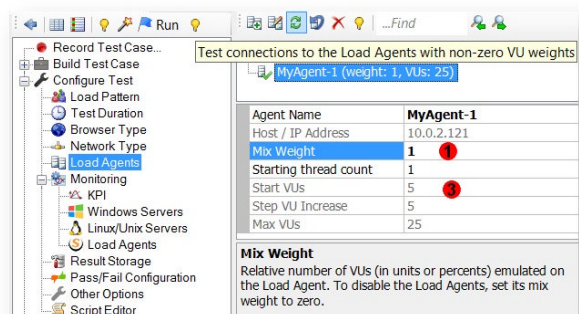 Run
...Find
Record Test Case...
Test connections to the Load Agents with non-zero VU weights
Build Test Case
Configure Test
MyAgent-1 (weight: 1, VUs: 25)
Load Pattern
Test Duration
Browser Type
Network Type
Load Agents
Monitoring
KPI
Windows Servers
Linux/Unix Servers
Load Agents
Result Storage
Pass/Fail Configuration
Other Options
Script Editor
Agent Name MyAgent-1
Host / IP Address 10.0.2.121
Mix Weight 1 1
Starting thread count 1
Start VUs 5 3
Step VU Increase 5
Max VUs 25
Mix Weight
Relative number of VUs (in units or percents) emulated on
the Load Agent. To disable the Load Agents, set its mix
weight to zero.